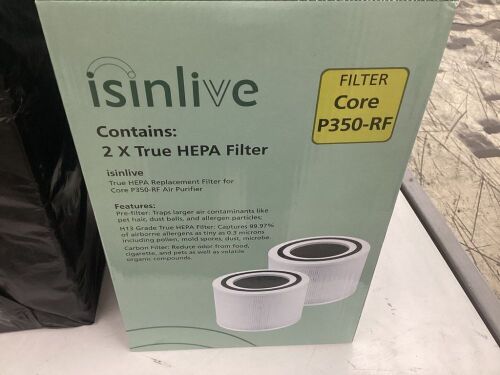 isinlive
FILTER
Core
P350-RF
Contains:
2 X True HEPA Filter
isinlive
True HEPA Replacement Filter for
Core P350-RF Air Purifier
Features:
Pre-filter: Traps larger air contaminants like
pet hair, dust balls, and allergen particles;
H13 Grade True HEPA Filter: Captures 99.97%
of airborne allergens as tiny as 0.3 microns
including pollen, mold spores, dust, microbe.
Carbon Filter: Reduce odor from food,
cigarette, and pets as well as volatile
organic compounds.